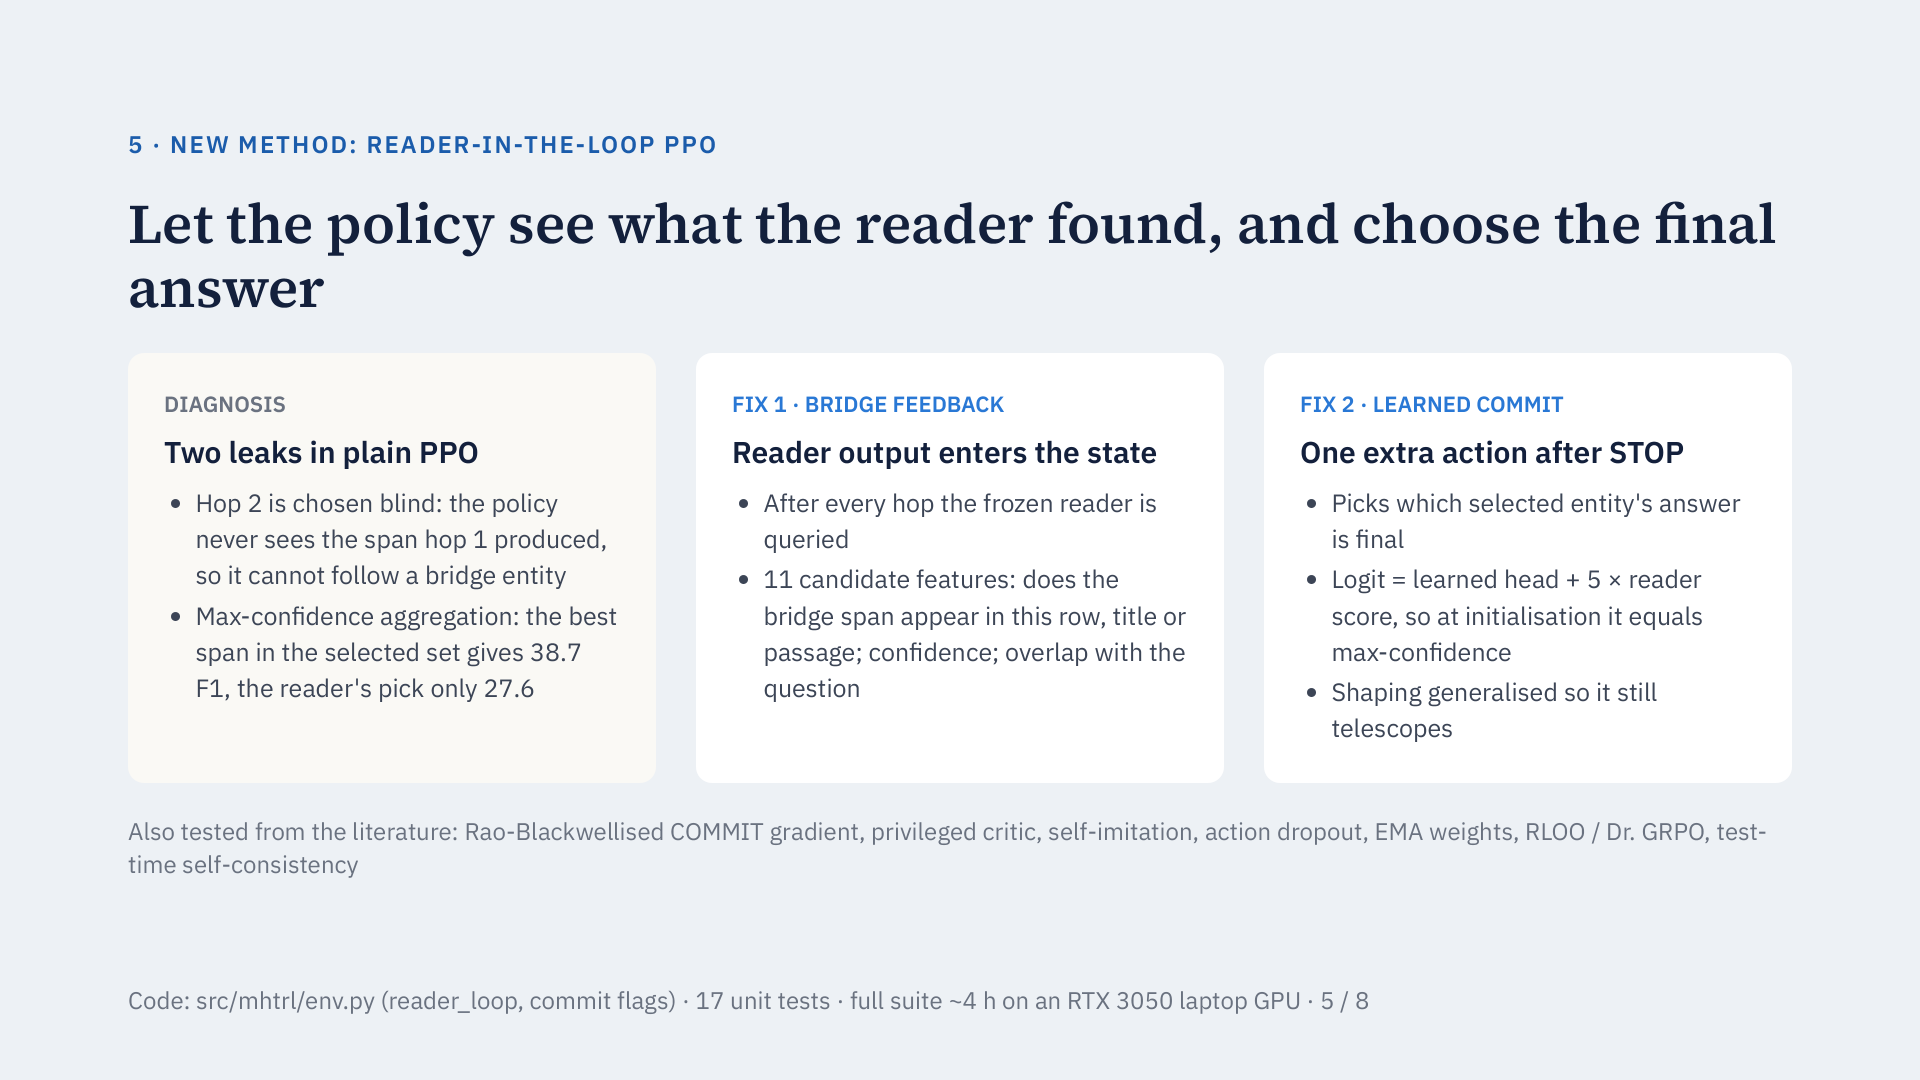 5 · NEW METHOD: READER-IN-THE-LOOP PPO
Let the policy see what the reader found, and choose the final
answer
DIAGNOSIS
Two leaks in plain PPO
• Hop 2 is chosen blind: the policy
never sees the span hop 1 produced,
so it cannot follow a bridge entity
• Max-confidence aggregation: the best
span in the selected set gives 38.7
F1, the reader's pick only 27.6
FIX 1 · BRIDGE FEEDBACK
Reader output enters the state
• After every hop the frozen reader is
queried
• 11 candidate features: does the
bridge span appear in this row, title or
passage; confidence; overlap with the
question
FIX 2 · LEARNED COMMIT
One extra action after STOP
• Picks which selected entity's answer
is final
• Logit = learned head + 5 × reader
score, so at initialisation it equals
max-confidence
• Shaping generalised so it still
telescopes
Also tested from the literature: Rao-Blackwellised COMMIT gradient, privileged critic, self-imitation, action dropout, EMA weights, RLOO / Dr. GRPO, test-
time self-consistency
Code: src/mhtrl/env.py (reader_loop, commit flags) · 17 unit tests · full suite ~4 h on an RTX 3050 laptop GPU · 5 / 8